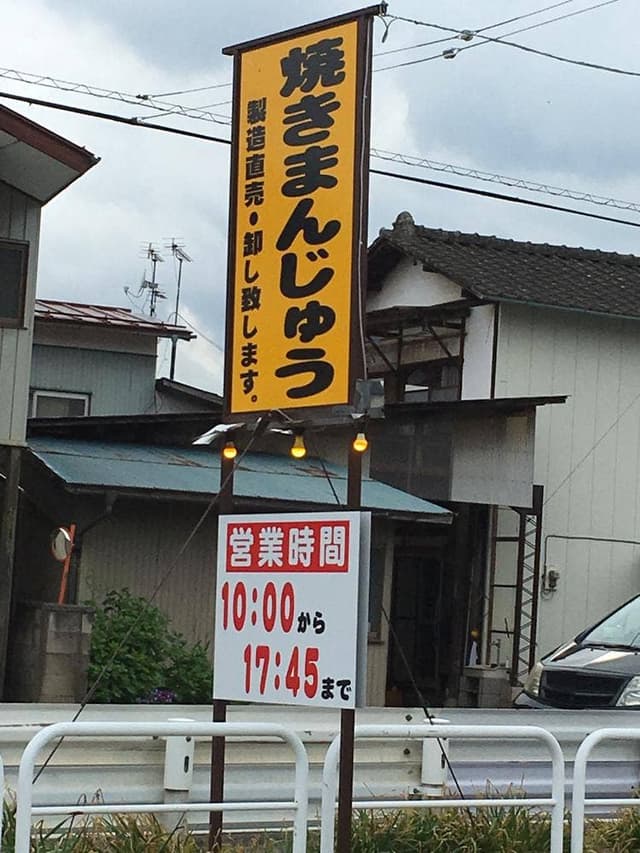 焼きまんじゅう
製造直売・卸し致します。
営業時間
10:00から
17:45まで